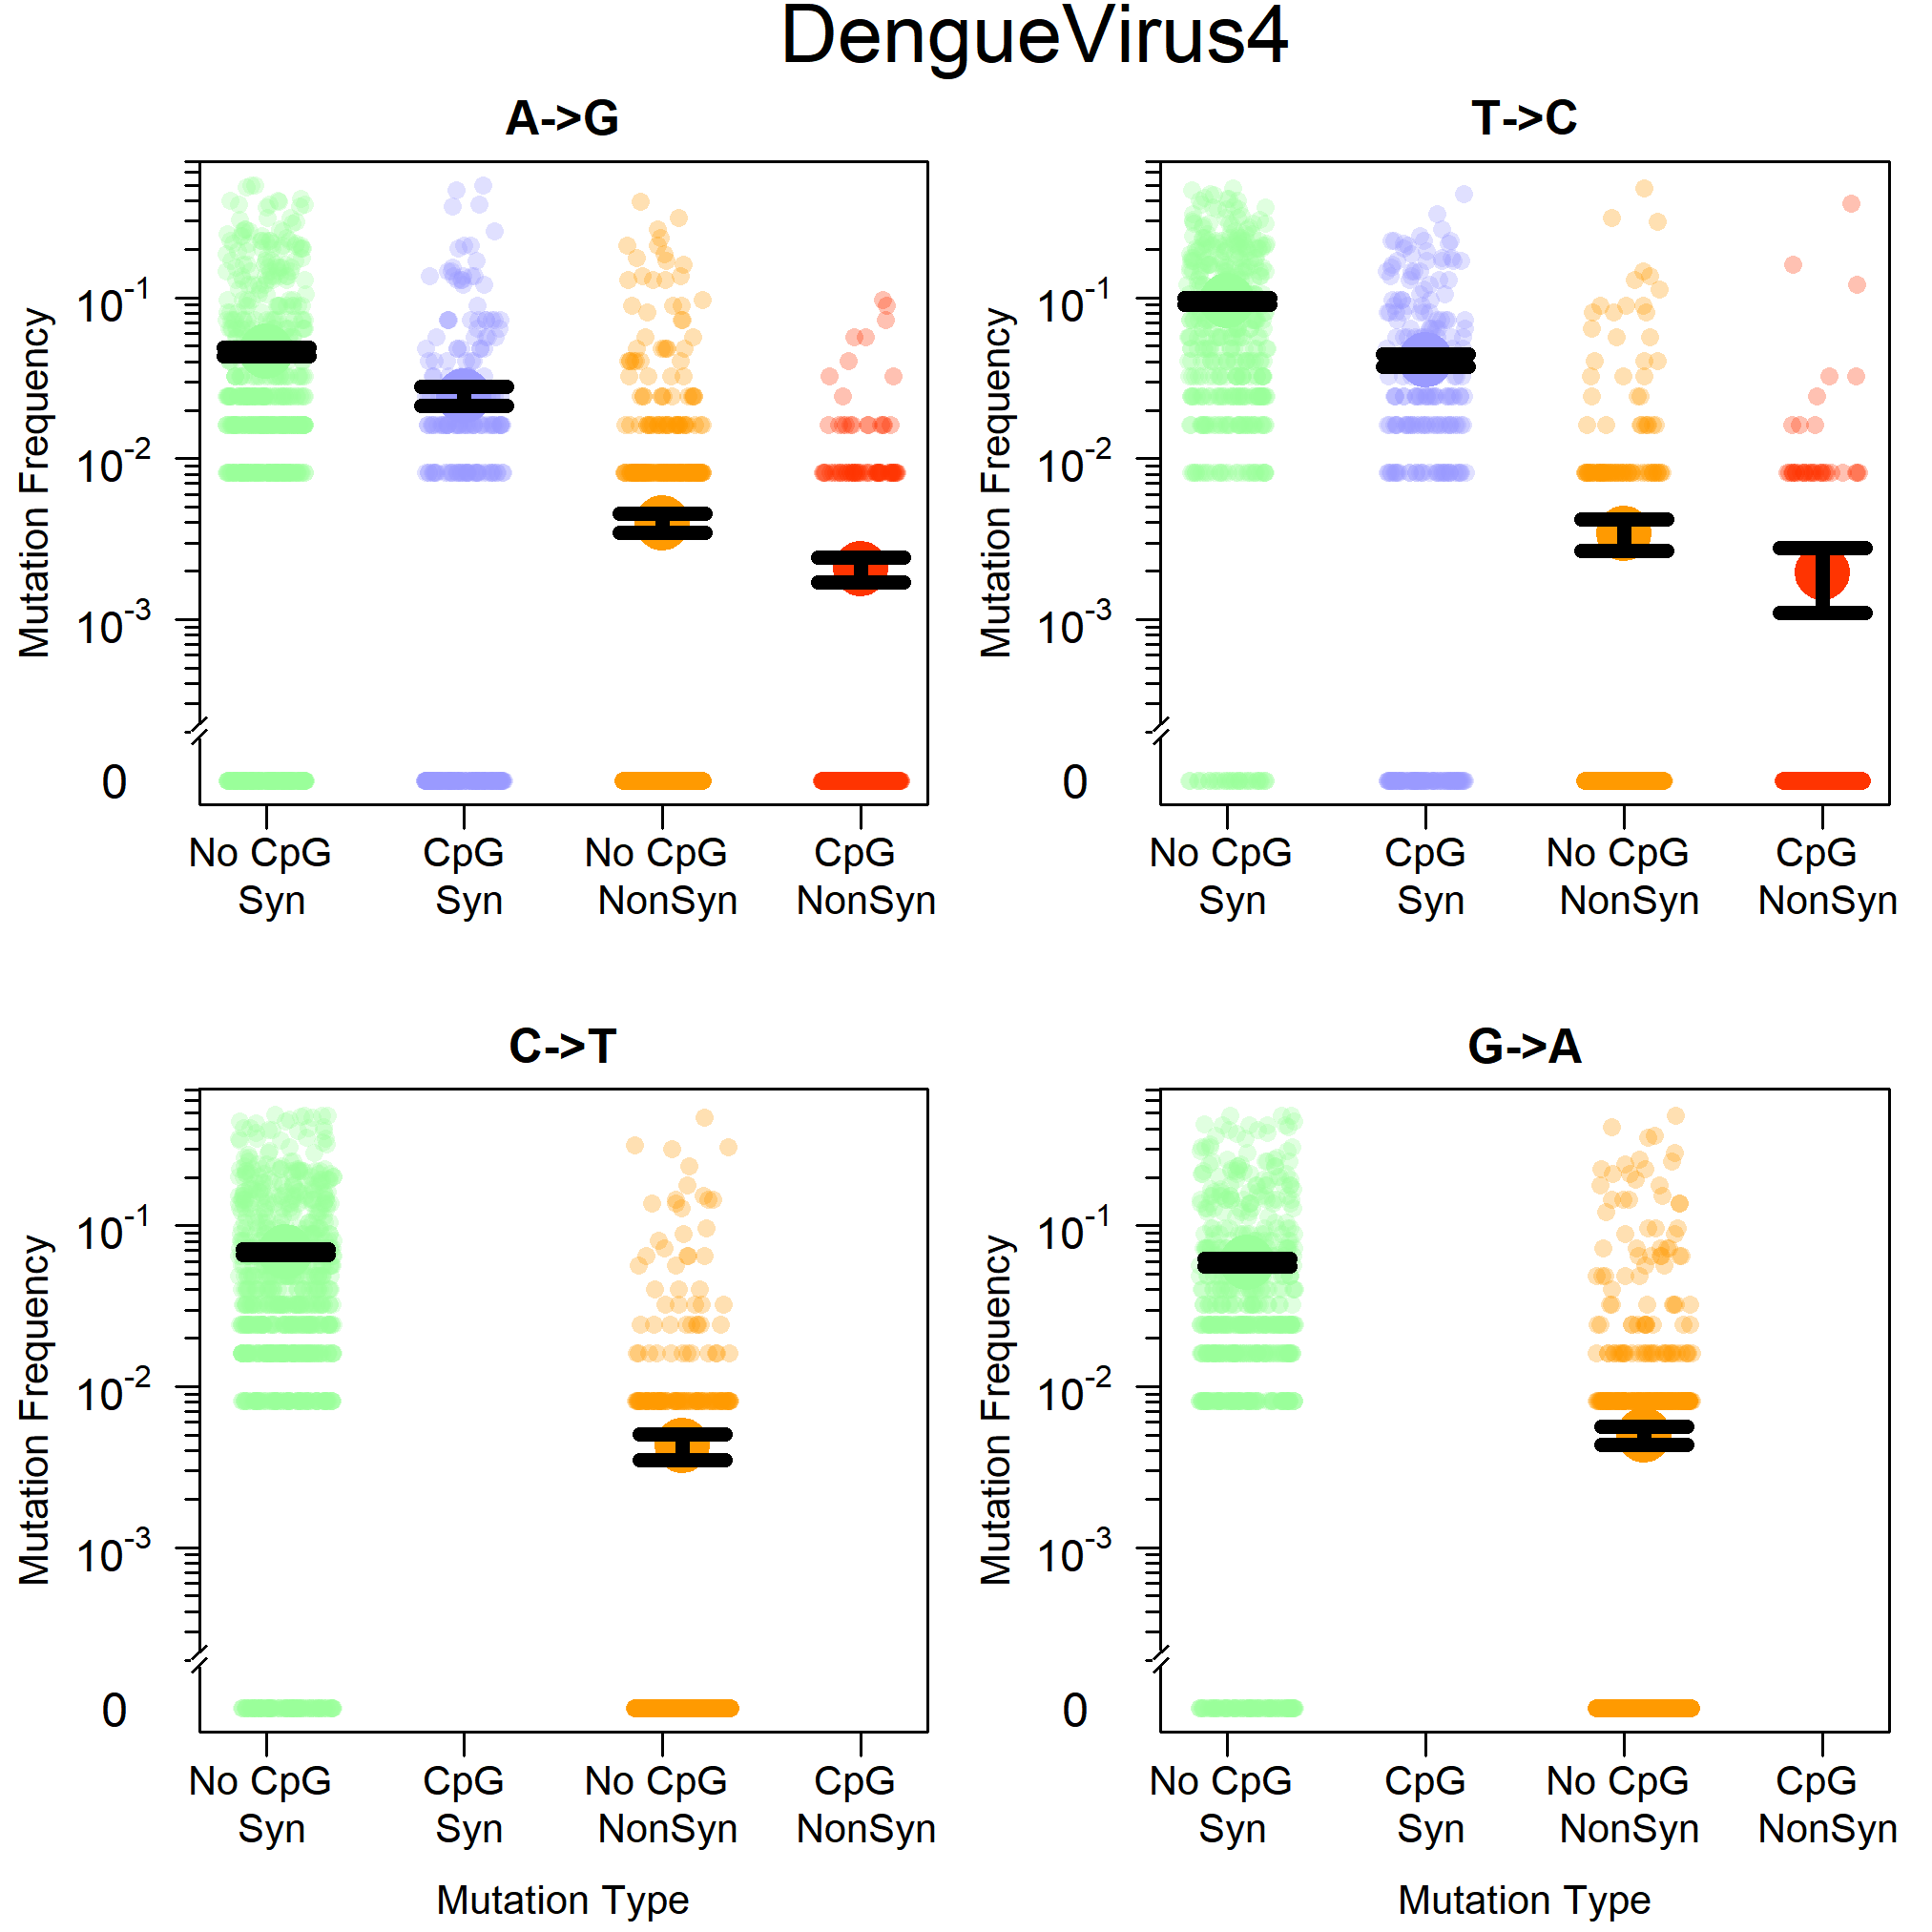 DengueVirus4
A->G
Mutation Frequency
10-1
10-2
10-3
0
No CpG CpG No CpG CpG
Syn Syn NonSyn NonSyn
T->C
Mutation Frequency
10-1
10-2
10-3
0
No CpG CpG No CpG CpG
Syn Syn NonSyn NonSyn
C->T
Mutation Frequency
10-1
10-2
10-3
0
No CpG CpG No CpG CpG
Syn Syn NonSyn NonSyn
Mutation Type
G->A
Mutation Frequency
10-1
10-2
10-3
0
No CpG CpG No CpG CpG
Syn Syn NonSyn NonSyn
Mutation Type